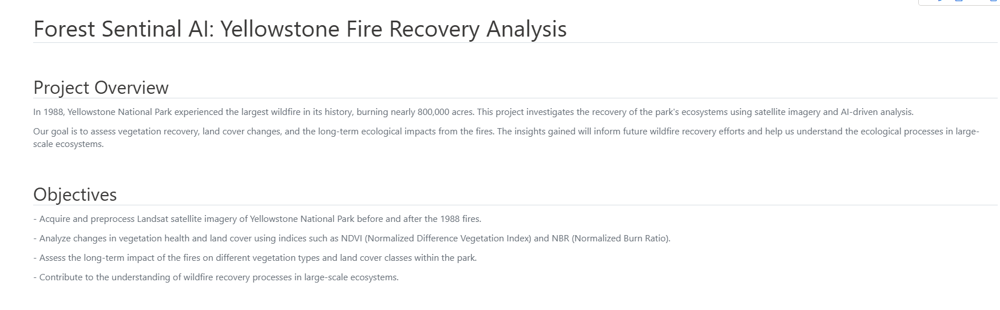 Forest Sentinal AI: Yellowstone Fire Recovery Analysis
Project Overview
In 1988, Yellowstone National Park experienced the largest wildfire in its history, burning nearly 800,000 acres. This project investigates the recovery of the park's ecosystems using satellite imagery and AI-driven analysis.
Our goal is to assess vegetation recovery, land cover changes, and the long-term ecological impacts from the fires. The insights gained will inform future wildfire recovery efforts and help us understand the ecological processes in large-
scale ecosystems.
Objectives
- Acquire and preprocess Landsat satellite imagery of Yellowstone National Park before and after the 1988 fires.
- Analyze changes in vegetation health and land cover using indices such as NDVI (Normalized Difference Vegetation Index) and NBR (Normalized Burn Ratio).
- Assess the long-term impact of the fires on different vegetation types and land cover classes within the park.
- Contribute to the understanding of wildfire recovery processes in large-scale ecosystems.